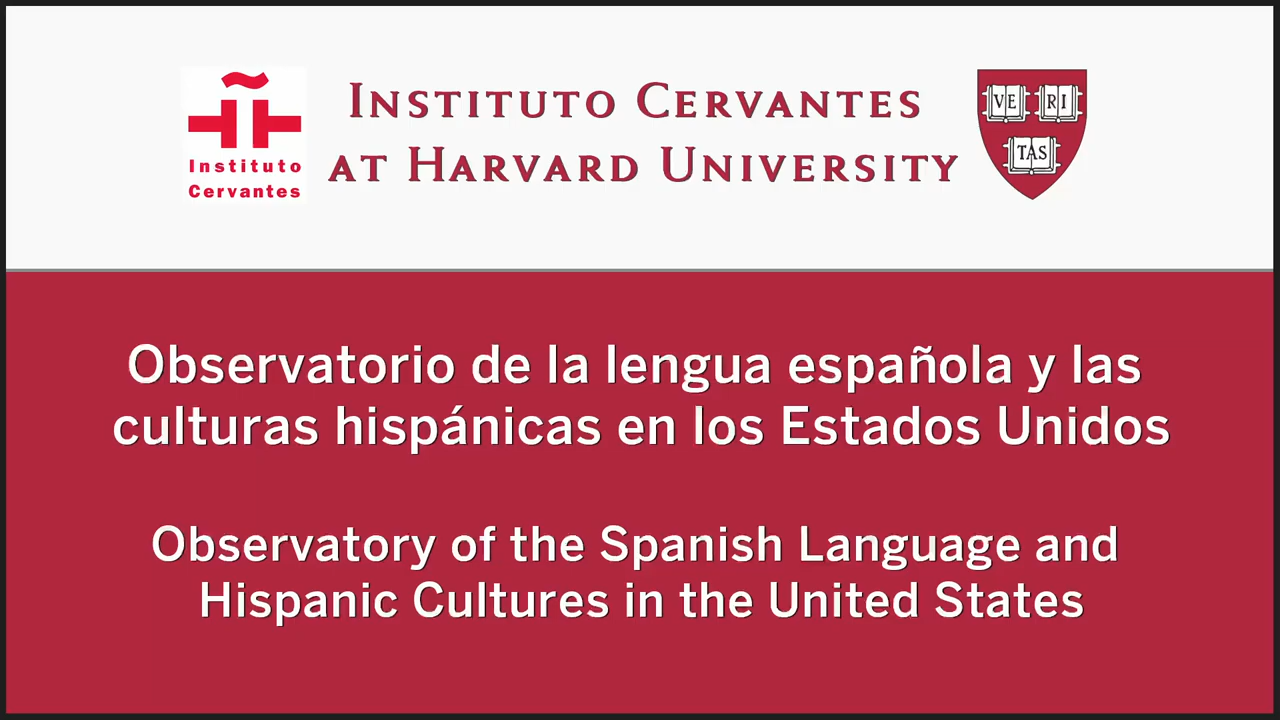 Instituto
Cervantes
INSTITUTO CERVANTES
AT HARVARD UNIVERSITY
VE RI
TAS
Observatorio de la lengua española y las
culturas hispánicas en los Estados Unidos
Observatory of the Spanish Language and
Hispanic Cultures in the United States